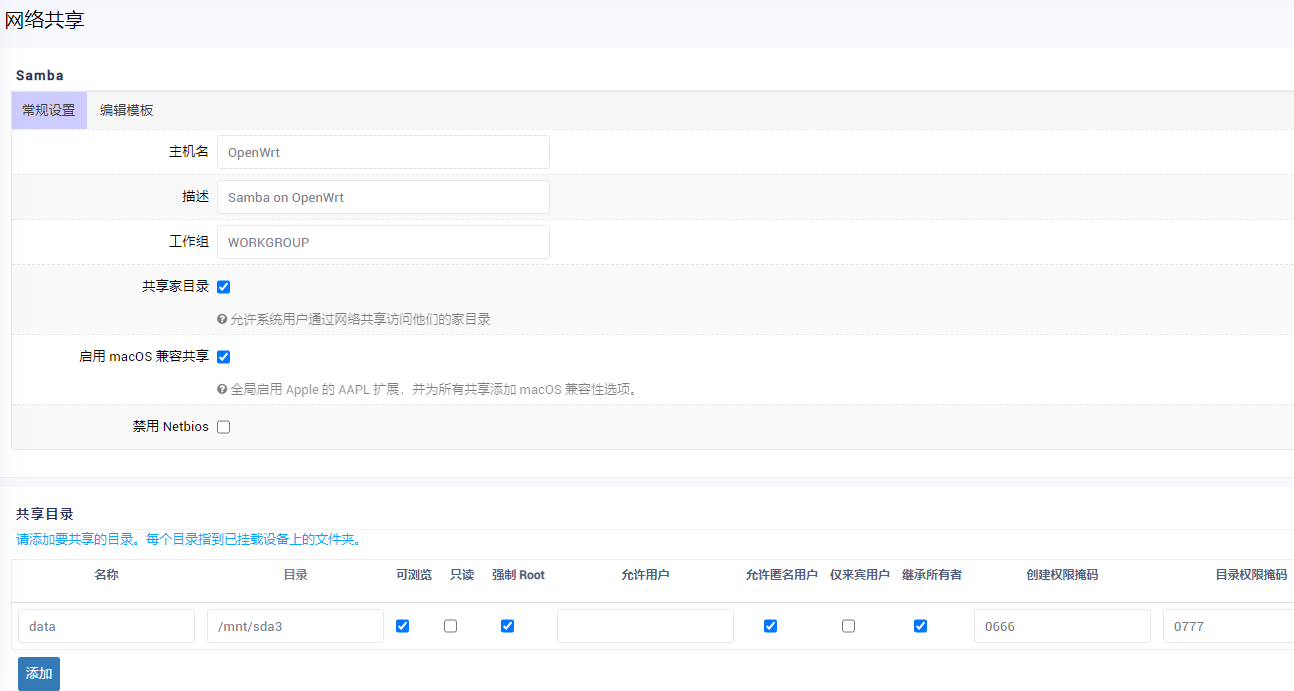 网络共享
Samba
常规设置 编辑模板
主机名 OpenWrt
描述 Samba on OpenWrt
工作组 WORKGROUP
共享家目录
允许系统用户通过网络共享访问他们的家目录
启用 macOS 兼容共享
全局启用 Apple 的 AAPL 扩展，并为所有共享添加 macOS 兼容性选项。
禁用 Netbios
共享目录
请添加要共享的目录。每个目录指到已挂载设备上的文件夹。
名称 目录 可浏览 只读 强制 Root 允许用户 允许匿名用户 仅来宾用户 继承所有者 创建权限掩码 目录权限掩码
data /mnt/sda3 0666 0777
添加